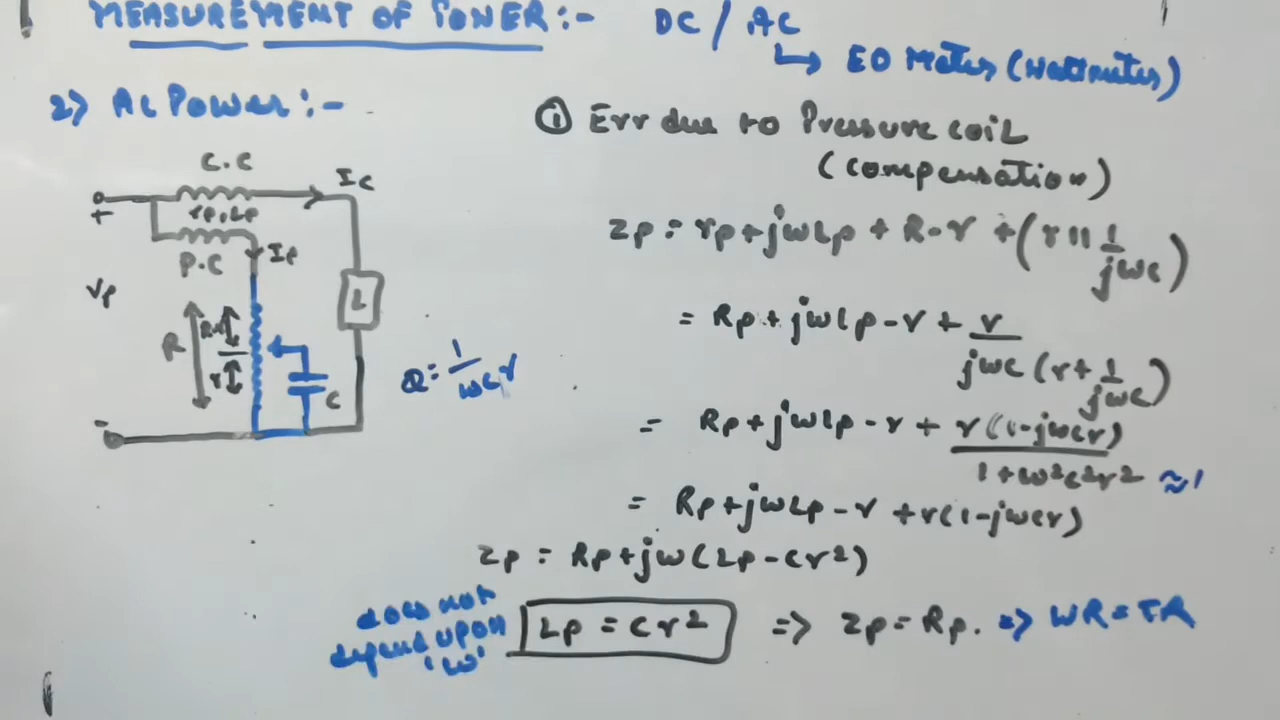 MEASUREMENT OF POWER :-
DC / AC
↳ ED Meter (Wattmeter)
2) AC Power :-
C.C
Ic
rp, Lp
P.C
Ip
Vp
+
-
R
R-r
r
L
C
Q = 1/ωcr
① Err due to Pressure coil
(compensation)
Zp = rp + jωLp + R - r + (r || 1/jωc)
= Rp + jωLp - r + r / jωc (r + 1/jωc)
= Rp + jωLp - r + r(1-jωcr) / 1+ω²c²r² ≈1
= Rp + jωLp - r + r(1-jωcr)
Zp = Rp + jω(Lp - cr²)
does not depend upon 'ω'
Lp = cr² => Zp = Rp. => WR = TR